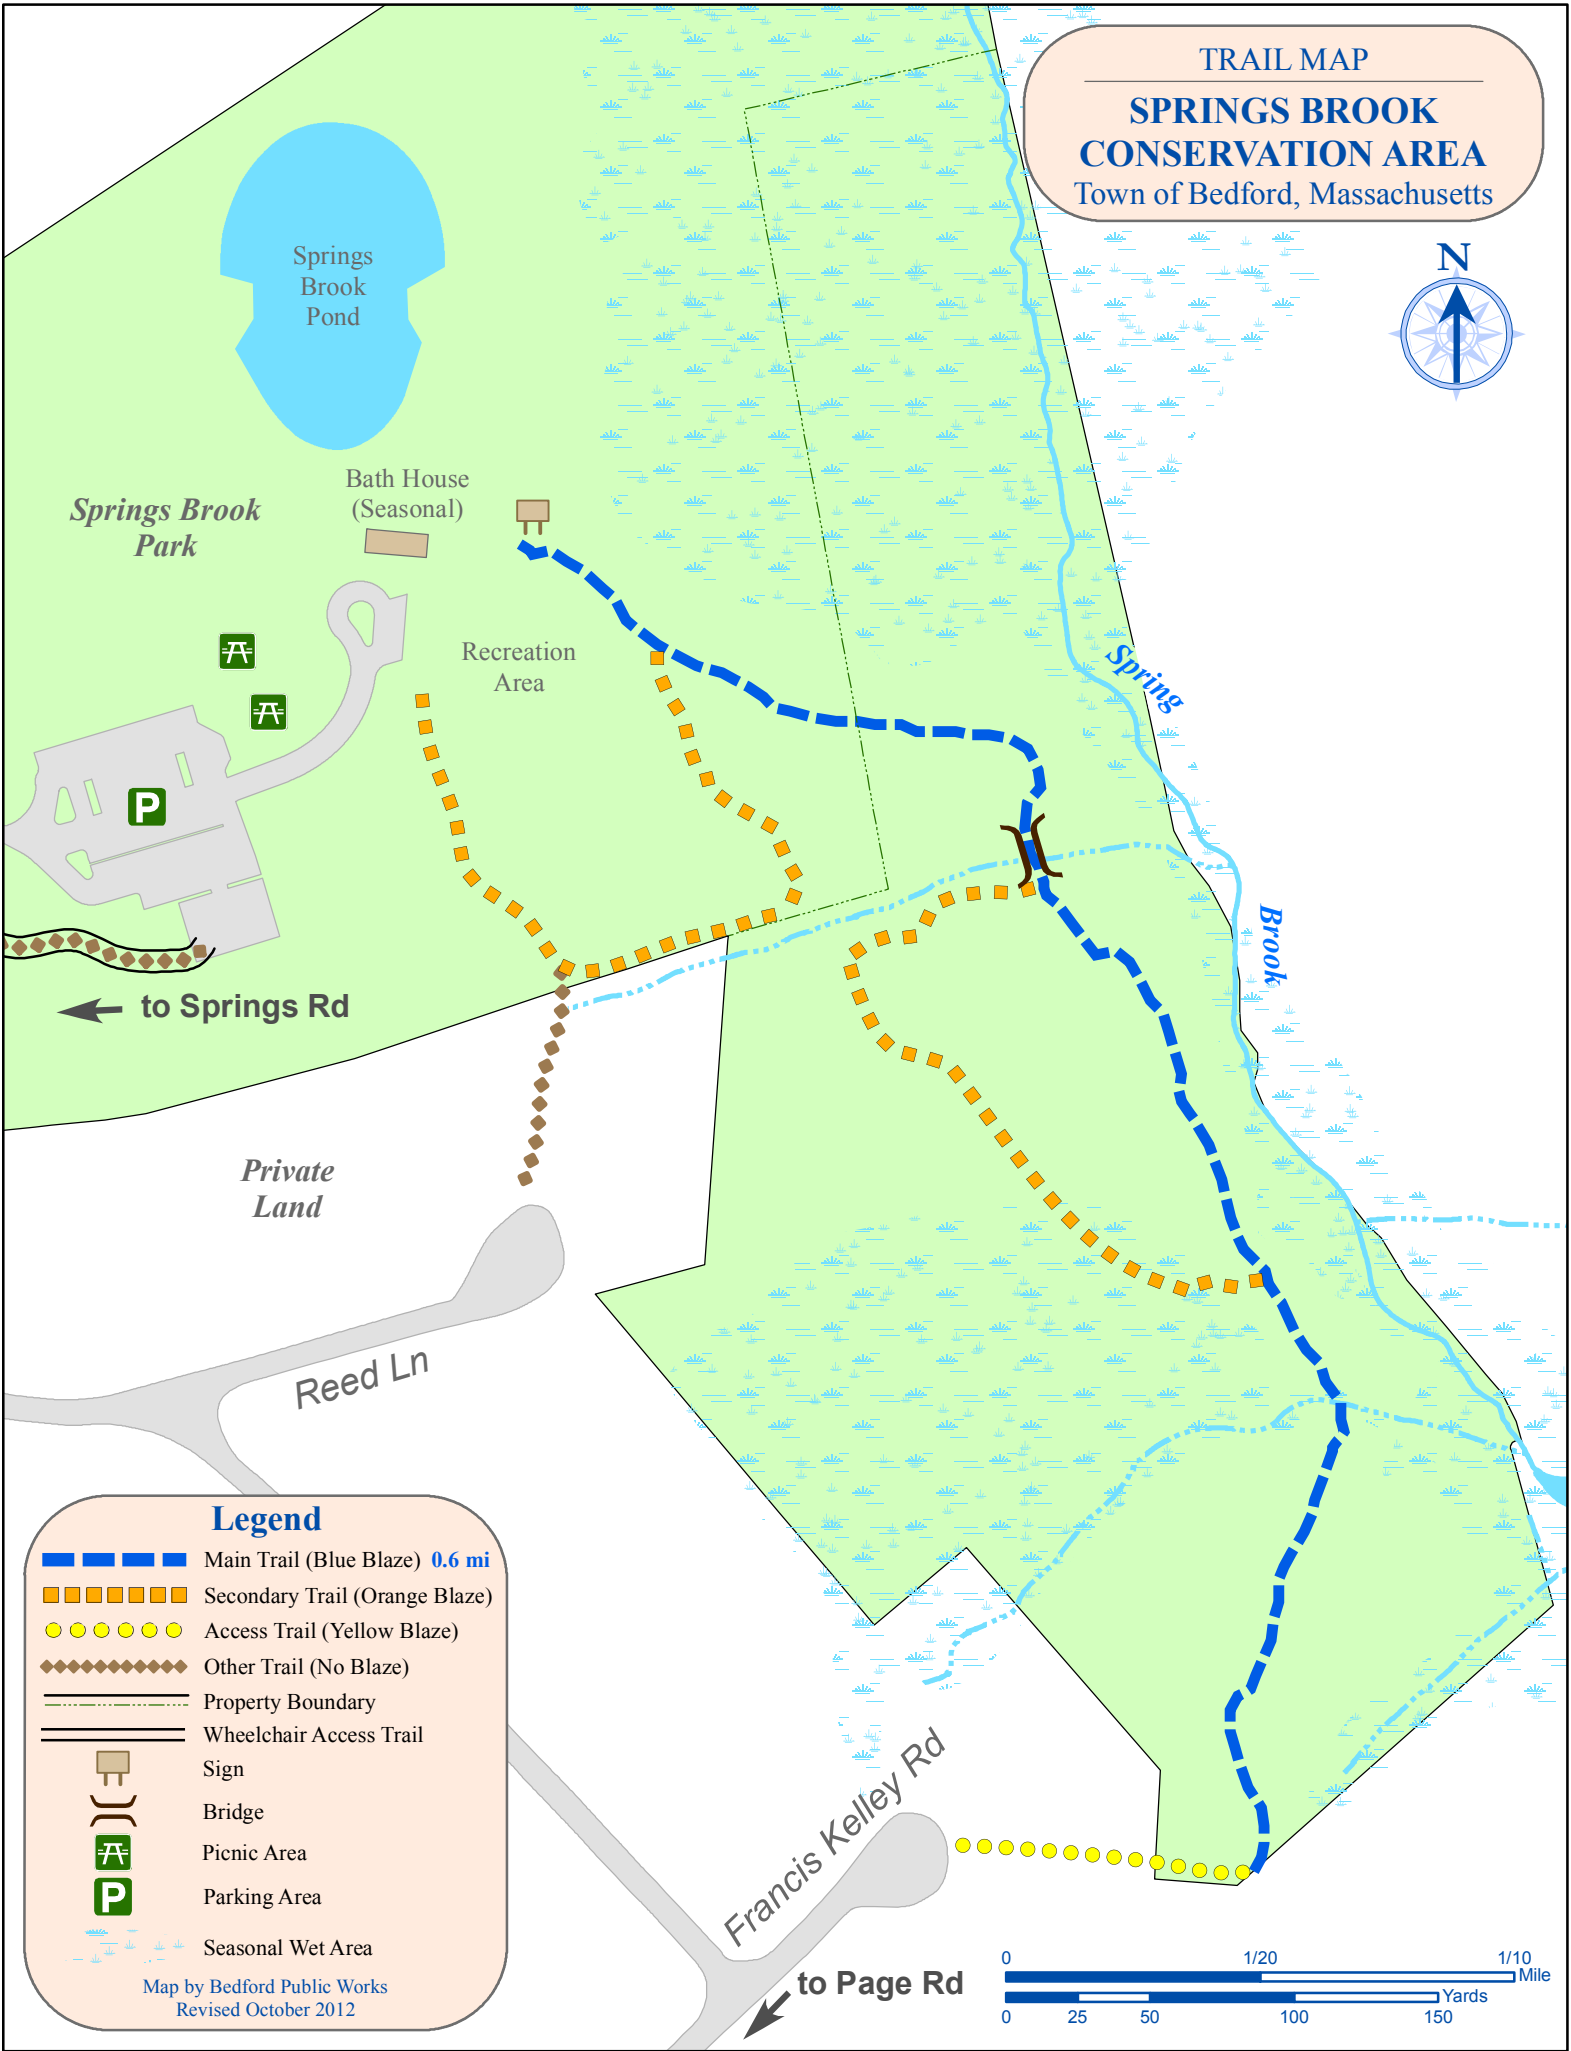 TRAIL MAP
SPRINGS BROOK
CONSERVATION AREA
Town of Bedford, Massachusetts
N
Springs
Brook
Pond
Bath House
(Seasonal)
Springs Brook
Park
Recreation
Area
Spring
P
Brook
to Springs Rd
Private
Land
Reed Ln
Legend
Main Trail (Blue Blaze) 0.6 mi
Secondary Trail (Orange Blaze)
Access Trail (Yellow Blaze)
Other Trail (No Blaze)
Property Boundary
Wheelchair Access Trail
Sign
Bridge
Picnic Area
P Parking Area
Seasonal Wet Area
Map by Bedford Public Works
Revised October 2012
Francis Kelley Rd
to Page Rd
0 1/20 1/10
Mile
Yards
0 25 50 100 150